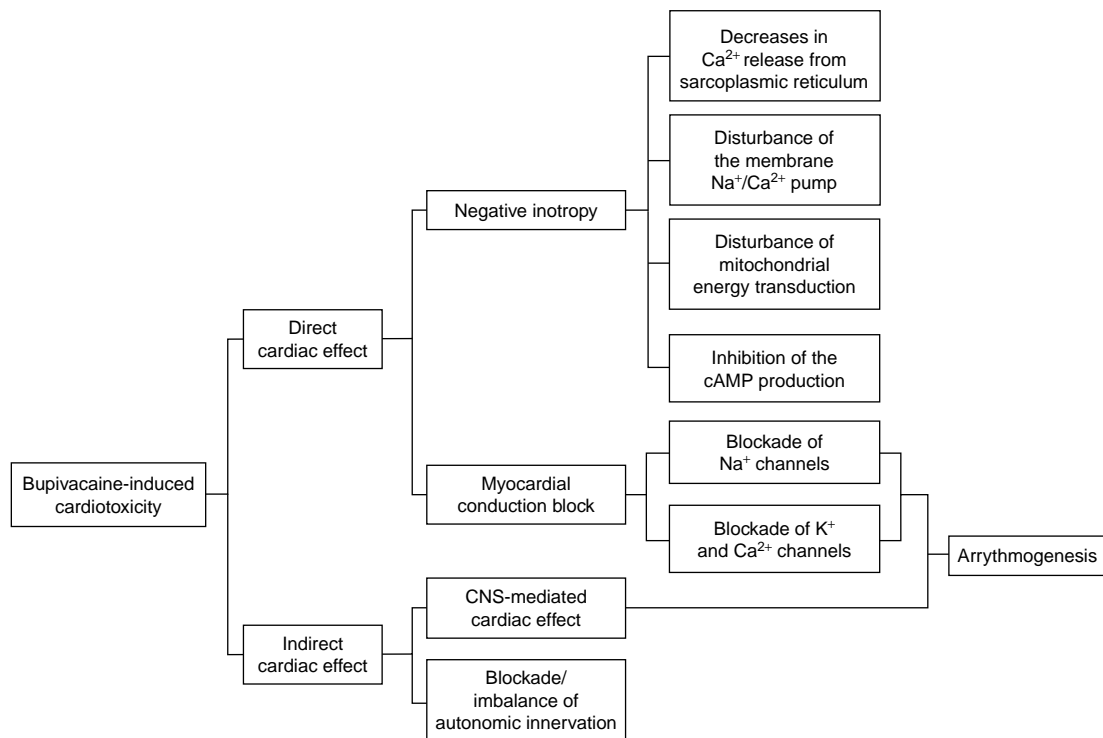 Decreases in
Ca²⁺ release from
sarcoplasmic reticulum
Disturbance of
the membrane
Na⁺/Ca²⁺ pump
Negative inotropy
Disturbance of
mitochondrial
energy transduction
Direct
cardiac effect
Inhibition of the
cAMP production
Blockade of
Na⁺ channels
Bupivacaine-induced
cardiotoxicity
Myocardial
conduction block
Blockade of K⁺
and Ca²⁺ channels
Arrythmogenesis
CNS-mediated
cardiac effect
Indirect
cardiac effect
Blockade/
imbalance of
autonomic innervation